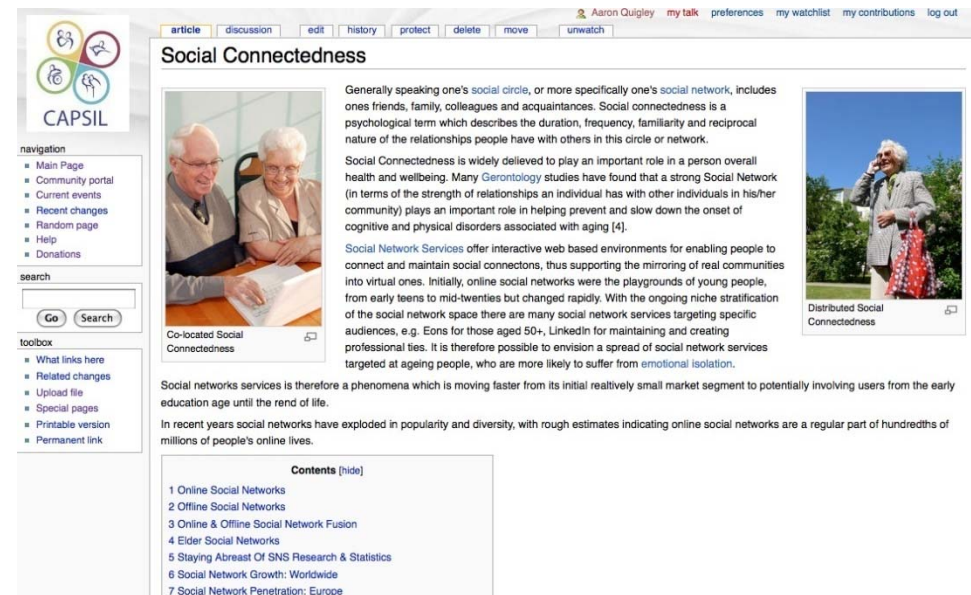 Aaron Quigley my talk preferences my watchlist my contributions log out
article discussion edit history protect delete move unwatch
CAPSIL
navigation
Main Page
Community portal
Current events
Recent changes
Random page
Help
Donations
search
Go Search
toolbox
What links here
Related changes
Upload file
Special pages
Printable version
Permanent link
Social Connectedness
Co-located Social
Connectedness
Generally speaking one's social circle, or more specifically one's social network, includes
ones friends, family, colleagues and acquaintances. Social connectedness is a
psychological term which describes the duration, frequency, familiarity and reciprocal
nature of the relationships people have with others in this circle or network.
Social Connectedness is widely delieved to play an important role in a person overall
health and wellbeing. Many Gerontology studies have found that a strong Social Network
(in terms of the strength of relationships an individual has with other individuals in his/her
community) plays an important role in helping prevent and slow down the onset of
cognitive and physical disorders associated with aging [4].
Social Network Services offer interactive web based environments for enabling people to
connect and maintain social connectons, thus supporting the mirroring of real communities
into virtual ones. Initially, online social networks were the playgrounds of young people,
from early teens to mid-twenties but changed rapidly. With the ongoing niche stratification
of the social network space there are many social network services targeting specific
audiences, e.g. Eons for those aged 50+, LinkedIn for maintaining and creating
professional ties. It is therefore possible to envision a spread of social network services
targeted at ageing people, who are more likely to suffer from emotional isolation.
Distributed Social
Connectedness
Social networks services is therefore a phenomena which is moving faster from its initial realtively small market segment to potentially involving users from the early
education age until the rend of life.
In recent years social networks have exploded in popularity and diversity, with rough estimates indicating online social networks are a regular part of hundredths of
millions of people's online lives.
Contents [hide]
1 Online Social Networks
2 Offline Social Networks
3 Online & Offline Social Network Fusion
4 Elder Social Networks
5 Staying Abreast Of SNS Research & Statistics
6 Social Network Growth: Worldwide
7 Social Network Penetration: Europe